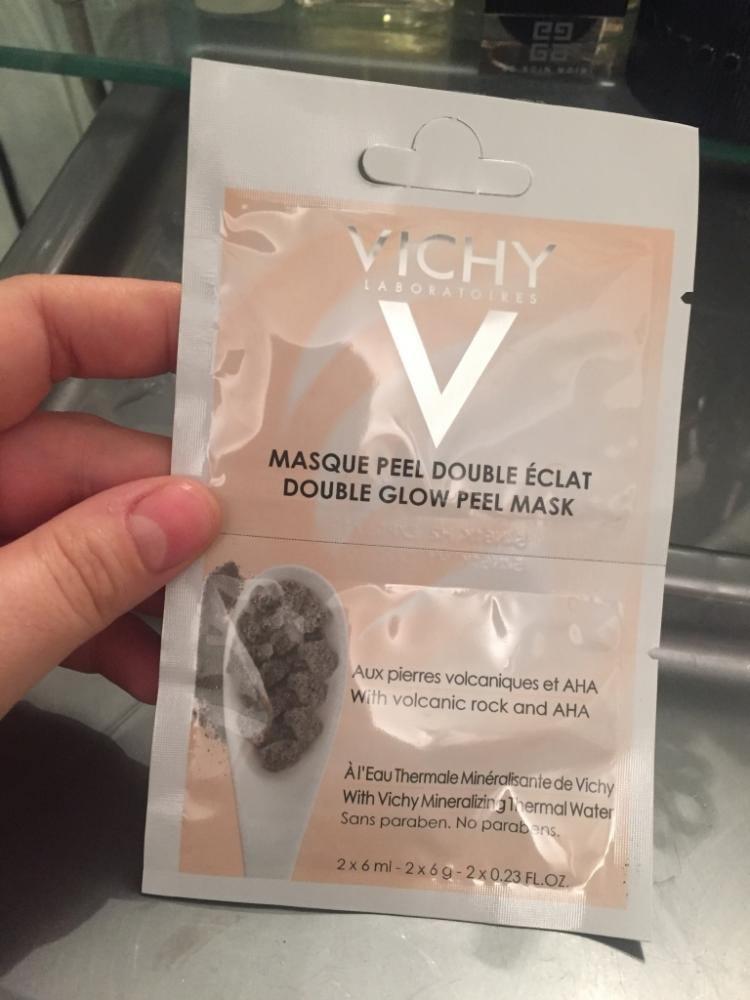 VICHY
LABORATOIRES
MASQUE PEEL DOUBLE ÉCLAT
DOUBLE GLOW PEEL MASK
Aux pierres volcaniques et AHA
With volcanic rock and AHA
À l'Eau Thermale Minéralisante de Vichy
With Vichy Mineralizing Thermal Water
Sans paraben. No parabens.
2 x 6 ml - 2 x 6 g - 2 x 0.23 FL.OZ.